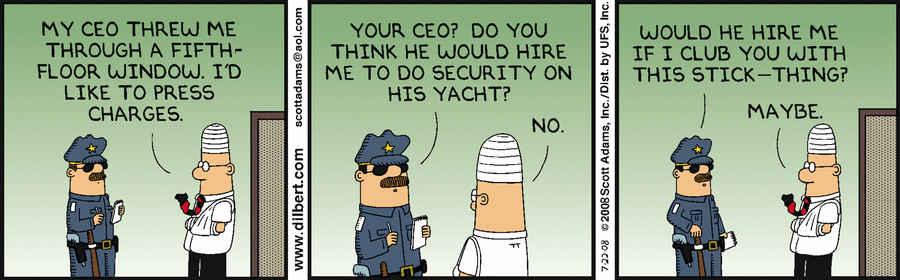 MY CEO THREW ME
THROUGH A FIFTH-
FLOOR WINDOW. I'D
LIKE TO PRESS
CHARGES.
www.dilbert.com
scottadams@aol.com
YOUR CEO? DO YOU
THINK HE WOULD HIRE
ME TO DO SECURITY ON
HIS YACHT?
NO.
7-22-08 © 2008 Scott Adams, Inc./Dist. by UFS, Inc.
WOULD HE HIRE ME
IF I CLUB YOU WITH
THIS STICK—THING?
MAYBE.